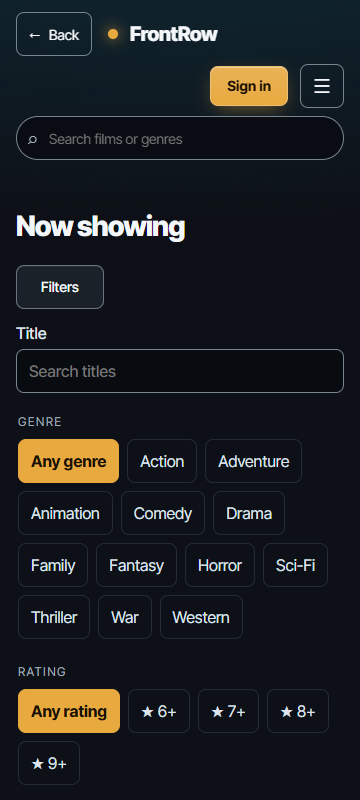 ← Back
FrontRow
Sign in
☰
Search films or genres
Now showing
Filters
Title
Search titles
GENRE
Any genre Action Adventure
Animation Comedy Drama
Family Fantasy Horror Sci-Fi
Thriller War Western
RATING
Any rating ★ 6+ ★ 7+ ★ 8+
★ 9+